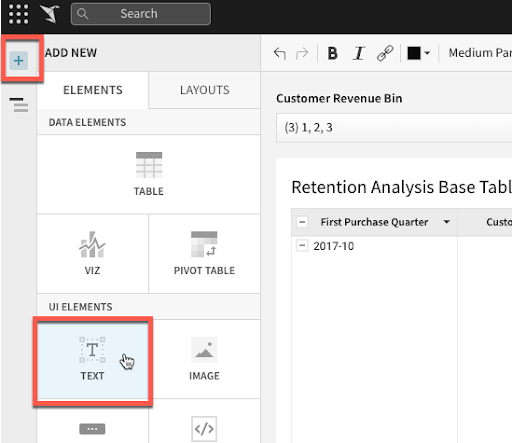 Search
ADD NEW
ELEMENTS LAYOUTS
DATA ELEMENTS
TABLE
VIZ PIVOT TABLE
UI ELEMENTS
T
TEXT IMAGE
B I Medium Par
Customer Revenue Bin
(3) 1, 2, 3
Retention Analysis Base Tabl
First Purchase Quarter Custo
2017-10